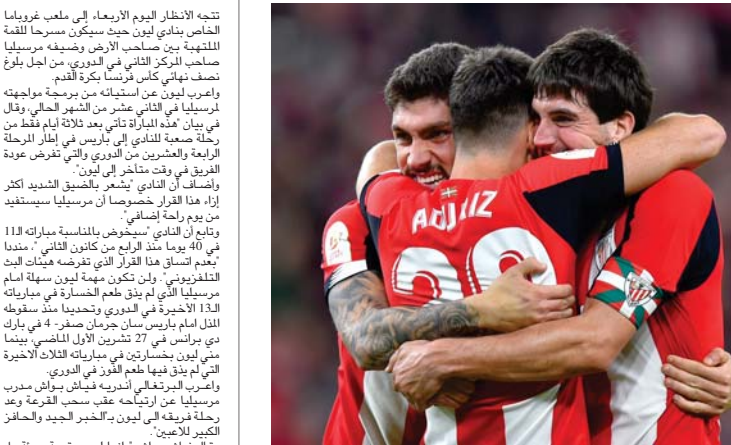 تتجه الأنظار اليوم الأربعاء إلى ملعب غروباما
الخاص بنادي ليون حيث سيكون مسرحا للقمة
الملتهبة بين صاحب الأرض وضيفه مرسيليا
صاحب المركز الثاني في الدوري، من اجل بلوغ
نصف نهائي كأس فرنسا بكرة القدم.
واعرب ليون عن استيائه من برمجة مواجهته
لمرسيليا في الثاني عشر من الشهر الحالي، وقال
في بيان "هذه المباراة تأتي بعد ثلاثة أيام فقط من
رحلة صعبة للنادي إلى باريس في إطار المرحلة
الرابعة والعشرين من الدوري والتي تفرض عودة
الفريق في وقت متأخر إلى ليون".
وأضاف أن النادي "يشعر بالضيق الشديد أكثر
إزاء هذا القرار خصوصا أن مرسيليا سيستفيد
من يوم راحة إضافي".
وتابع أن النادي "سيخوض بالمناسبة مباراته الـ11
في 40 يوما منذ الرابع من كانون الثاني "، منددا
"بعدم اتساق هذا القرار الذي تفرضه هيئات البث
التلفزيوني". ولن تكون مهمة ليون سهلة امام
مرسيليا الذي لم يذق طعم الخسارة في مبارياته
الـ13 الأخيرة في الدوري وتحديدا منذ سقوطه
المذل امام باريس سان جرمان صفر- 4 في بارك
دي برانس في 27 تشرين الأول الماضي، بينما
مني ليون بخسارتين في مبارياته الثلاث الاخيرة
التي لم يذق فيها طعم الفوز في الدوري.
واعرب البرتغالي أندريه فياش بواش مدرب
مرسيليا عن ارتياحه عقب سحب القرعة وعد
رحلة فريقه الى ليون بـ"الخبر الجيد والحافز
الكبير للاعبين".